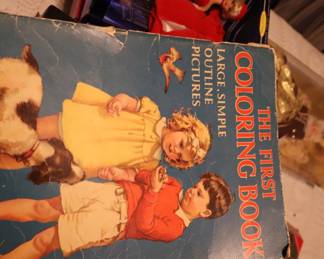 THE FIRST
COLORING BOOK
LARGE, SIMPLE
OUTLINE
PICTURES